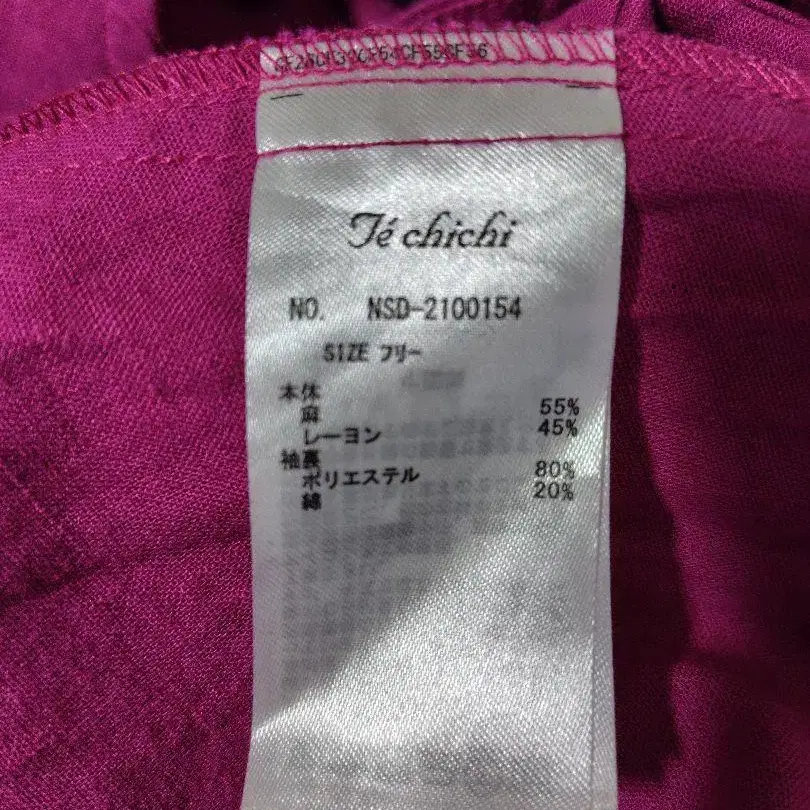 Té chichi
NO. NSD-2100154
SIZE フリー
本体
麻 55%
レーヨン 45%
袖裏
ポリエステル 80%
綿 20%